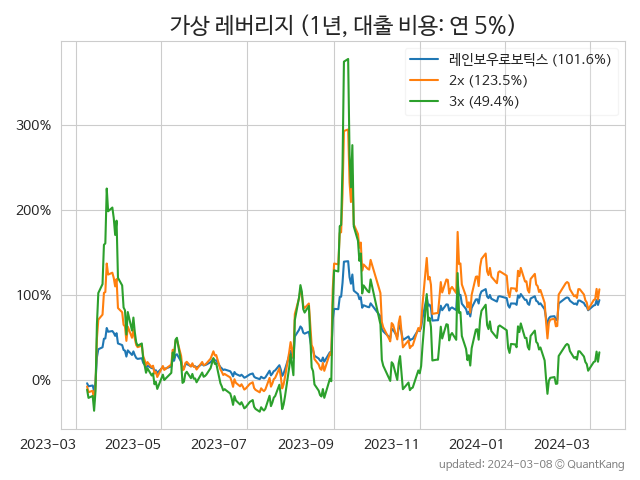 가상 레버리지 (1년, 대출 비용: 연 5%)
레인보우로보틱스 (101.6%)
2x (123.5%)
3x (49.4%)
300%
200%
100%
0%
2023-03 2023-05 2023-07 2023-09 2023-11 2024-01 2024-03
updated: 2024-03-08 © QuantKang